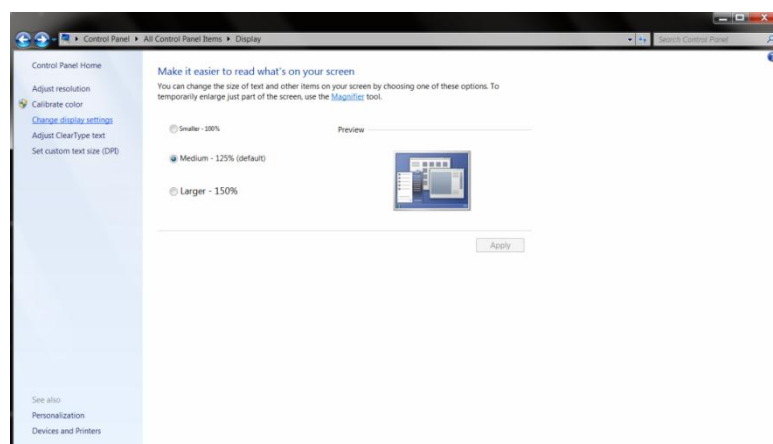 Control Panel ▸ All Control Panel Items ▸ Display
Search Control Panel
Control Panel Home
Adjust resolution
Calibrate color
Change display settings
Adjust ClearType text
Set custom text size (DPI)
Make it easier to read what's on your screen
You can change the size of text and other items on your screen by choosing one of these options. To
temporarily enlarge just part of the screen, use the Magnifier tool.
Smaller - 100%
Preview
Medium - 125% (default)
Larger - 150%
Apply
See also
Personalization
Devices and Printers